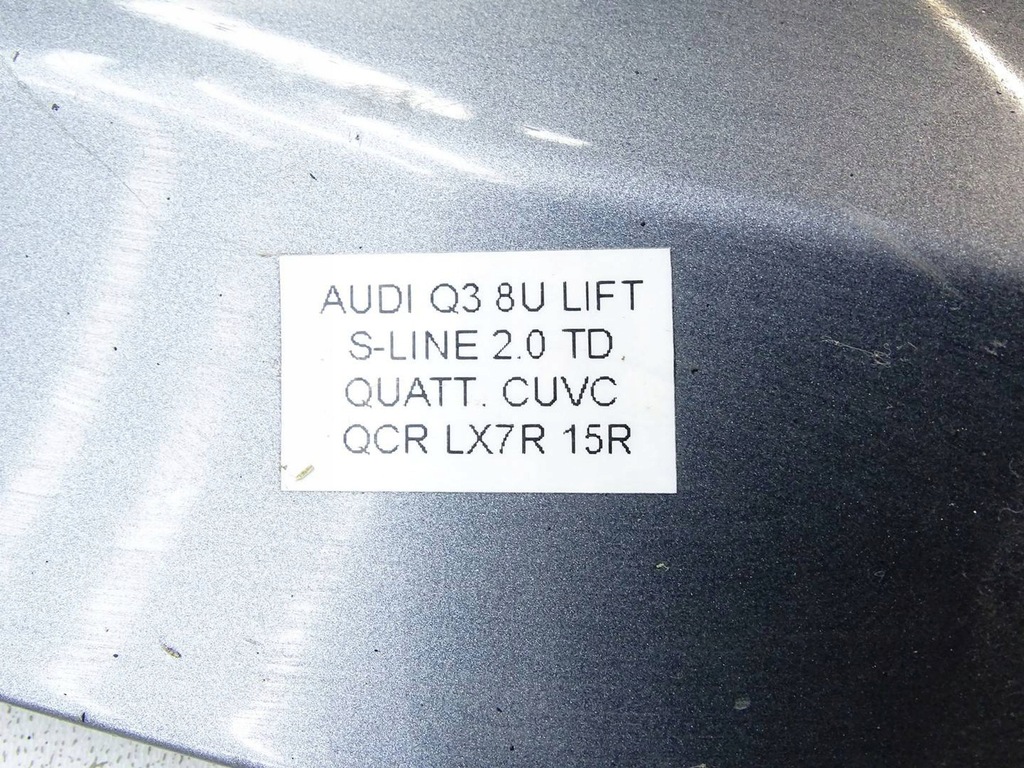 AUDI Q3 8U LIFT
S-LINE 2.0 TD.
QUATT. CUVC
QCR LX7R 15R